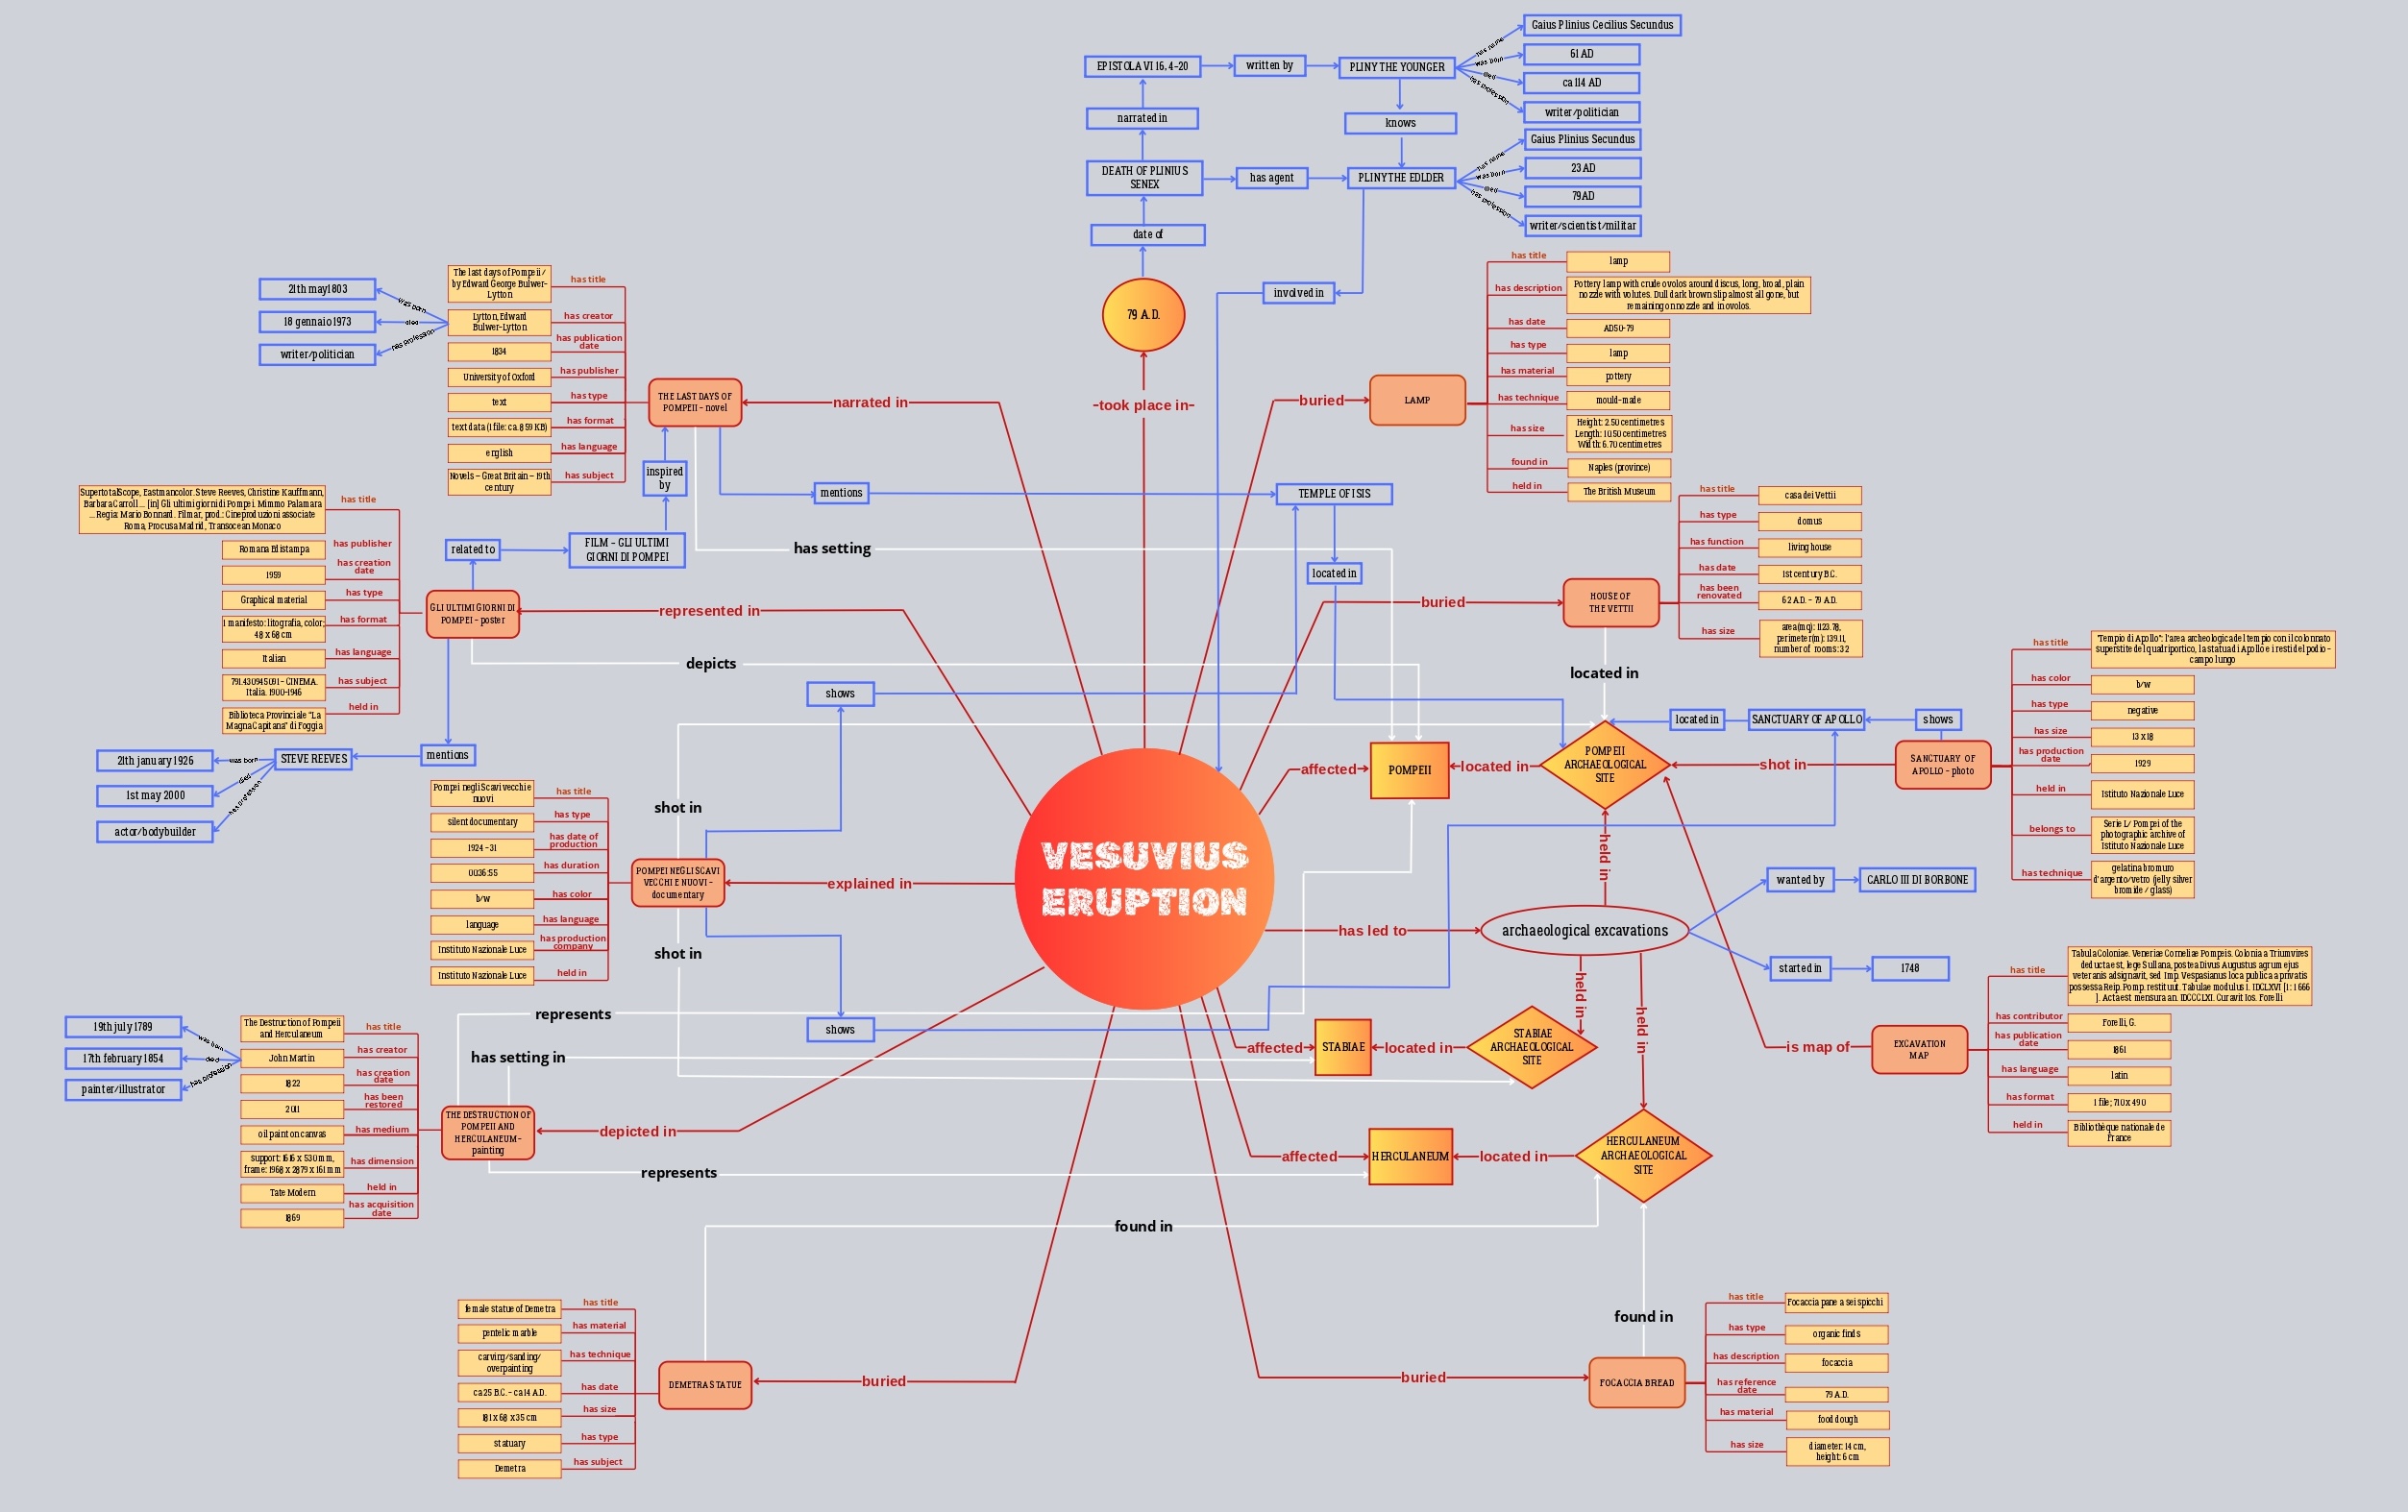 Gaius Plinius Cecilius Secundus
EPISTOLA VI 16, 4-20
written by
PLINY THE YOUNGER
has name
was born
died
has profession
61 AD
ca 114 AD
writer/politician
narrated in
knows
DEATH OF PLINIUS
SENEX
has agent
PLINY THE EDLDER
has name
was born
died
has profession
Gaius Plinius Secundus
23 AD
79 AD
writer/scientist/militar
date of
involved in
79 A.D.
-took place in-
21th may1803
18 gennaio 1973
writer/politician
was born
died
has profession
The last days of Pompeii /
by Edward George Bulwer-
Lytton
has title
Lytton, Edward
Bulwer-Lytton
has creator
1834
has publication
date
University of Oxford
has publisher
text
has type
text data (1 file: ca. 859 KB)
has format
english
has language
Novels – Great Britain – 19th
century
has subject
THE LAST DAYS OF
POMPEII - novel
narrated in
inspired
by
mentions
TEMPLE OF ISIS
located in
has setting
buried
LAMP
has title
lamp
has description
Pottery lamp with crude ovolos around discus, long, broad, plain
nozzle with volutes. Dull dark brown slip almost all gone, but
remaining on nozzle and in ovolos.
has date
AD50-79
has type
lamp
has material
pottery
has technique
mould-made
has size
Height: 2.50 centimetres
Length: 10.50 centimetres
Width: 6.70 centimetres
found in
Naples (province)
held in
The British Museum
SupertotalScope, Eastmancolor. Steve Reeves, Christine Kauffmann,
Barbara Carroll ... [in] Gli ultimi giorni di Pompei. Mimmo Palamara
... Regia: Mario Bonnard. Filmar, prod.: Cineproduzioni associate
Roma, Procusa Madrid, Transocean Monaco
has title
Romana Edistampa
has publisher
1959
has creation
date
Graphical material
has type
1 manifesto: litografia, color;
48 x 68 cm
has format
Italian
has language
791.430945091 - CINEMA.
Italia. 1900-1946
has subject
Biblioteca Provinciale "La
Magna Capitana" di Foggia
held in
related to
FILM - GLI ULTIMI
GIORNI DI POMPEI
GLI ULTIMI GIORNI DI
POMPEI - poster
represented in
depicts
mentions
STEVE REEVES
was born
died
has profession
21th january 1926
1st may 2000
actor/bodybuilder
buried
HOUSE OF
THE VETTII
has title
casa dei Vettii
has type
domus
has function
living house
has date
1st century B.C.
has been
renovated
62 A.D. - 79 A.D.
has size
area(mq): 1123.78,
perimeter(m): 139.11,
number of rooms: 32
located in
shows
affected
POMPEII
located in
POMPEII
ARCHAEOLOGICAL
SITE
located in
SANCTUARY OF APOLLO
shows
shot in
SANCTUARY OF
APOLLO - photo
has title
"Tempio di Apollo": l'area archeologica del tempio con il colonnato
superstite del quadriportico, la statua di Apollo e i resti del podio -
campo lungo
has color
b/w
has type
negative
has size
13 x 18
has production
date
1929
held in
Istituto Nazionale Luce
belongs to
Serie L/ Pompei of the
photographic archive of
Istituto Nazionale Luce
has technique
gelatina bromuro
d'argento/vetro (jelly silver
bromide / glass)
Pompei negli Scavi vecchi e
nuovi
has title
silent documentary
has type
1924 -31
has date of
production
00:36:55
has duration
b/w
has color
language
has language
Instituto Nazionale Luce
has production
company
Instituto Nazionale Luce
held in
POMPEI NEGLI SCAVI
VECCHI E NUOVI -
documentary
shot in
explained in
shot in
shows
VESUVIUS
ERUPTION
has led to
archaeological excavations
held in
held in
held in
wanted by
CARLO III DI BORBONE
started in
1748
affected
STABIAE
located in
STABIAE
ARCHAEOLOGICAL
SITE
is map of
EXCAVATION
MAP
has title
Tabula Coloniae. Veneriae Corneliae Pompeis. Colonia a Triumvires
deducta est, lege Sullana, postea Divus Augustus agrum ejus
veteranis adsignavit, sed Imp. Vespasianus loca publica a privatis
possessa Reip. Pomp. restituut. Tabulae modulus i. IDCLXVI [1 : 1 666
]. Acta est mensura an. IDCCCLXI. Curavit Ios. Fiorelli
has contributor
Forelli, G.
has publication
date
1861
has language
latin
has format
1 file ; 710 x 490
held in
Bibliothèque nationale de
France
19th july 1789
17th february 1854
painter/illustrator
was born
died
has profession
The Destruction of Pompeii
and Herculaneum
has title
John Martin
has creator
1822
has creation
date
2011
has been
restored
oil paint on canvas
has medium
support: 1616 x 530 mm,
frame: 1968 x 2879 x 161 mm
has dimension
Tate Modern
held in
1869
has acquisition
date
THE DESTRUCTION OF
POMPEII AND
HERCULANEUM -
painting
represents
has setting in
depicted in
represents
affected
HERCULANEUM
located in
HERCULANEUM
ARCHAEOLOGICAL
SITE
found in
female statue of Demetra
has title
pentelic marble
has material
carving/sanding/
overpainting
has technique
ca 25 B.C. - ca 14 A.D.
has date
181 x 68 x 35 cm
has size
statuary
has type
Demetra
has subject
DEMETRA STATUE
buried
buried
found in
FOCACCIA BREAD
has title
Focaccia pane a sei spicchi
has type
organic finds
has description
focaccia
has reference
date
79 A.D.
has material
food dough
has size
diameter: 14 cm,
height: 6 cm